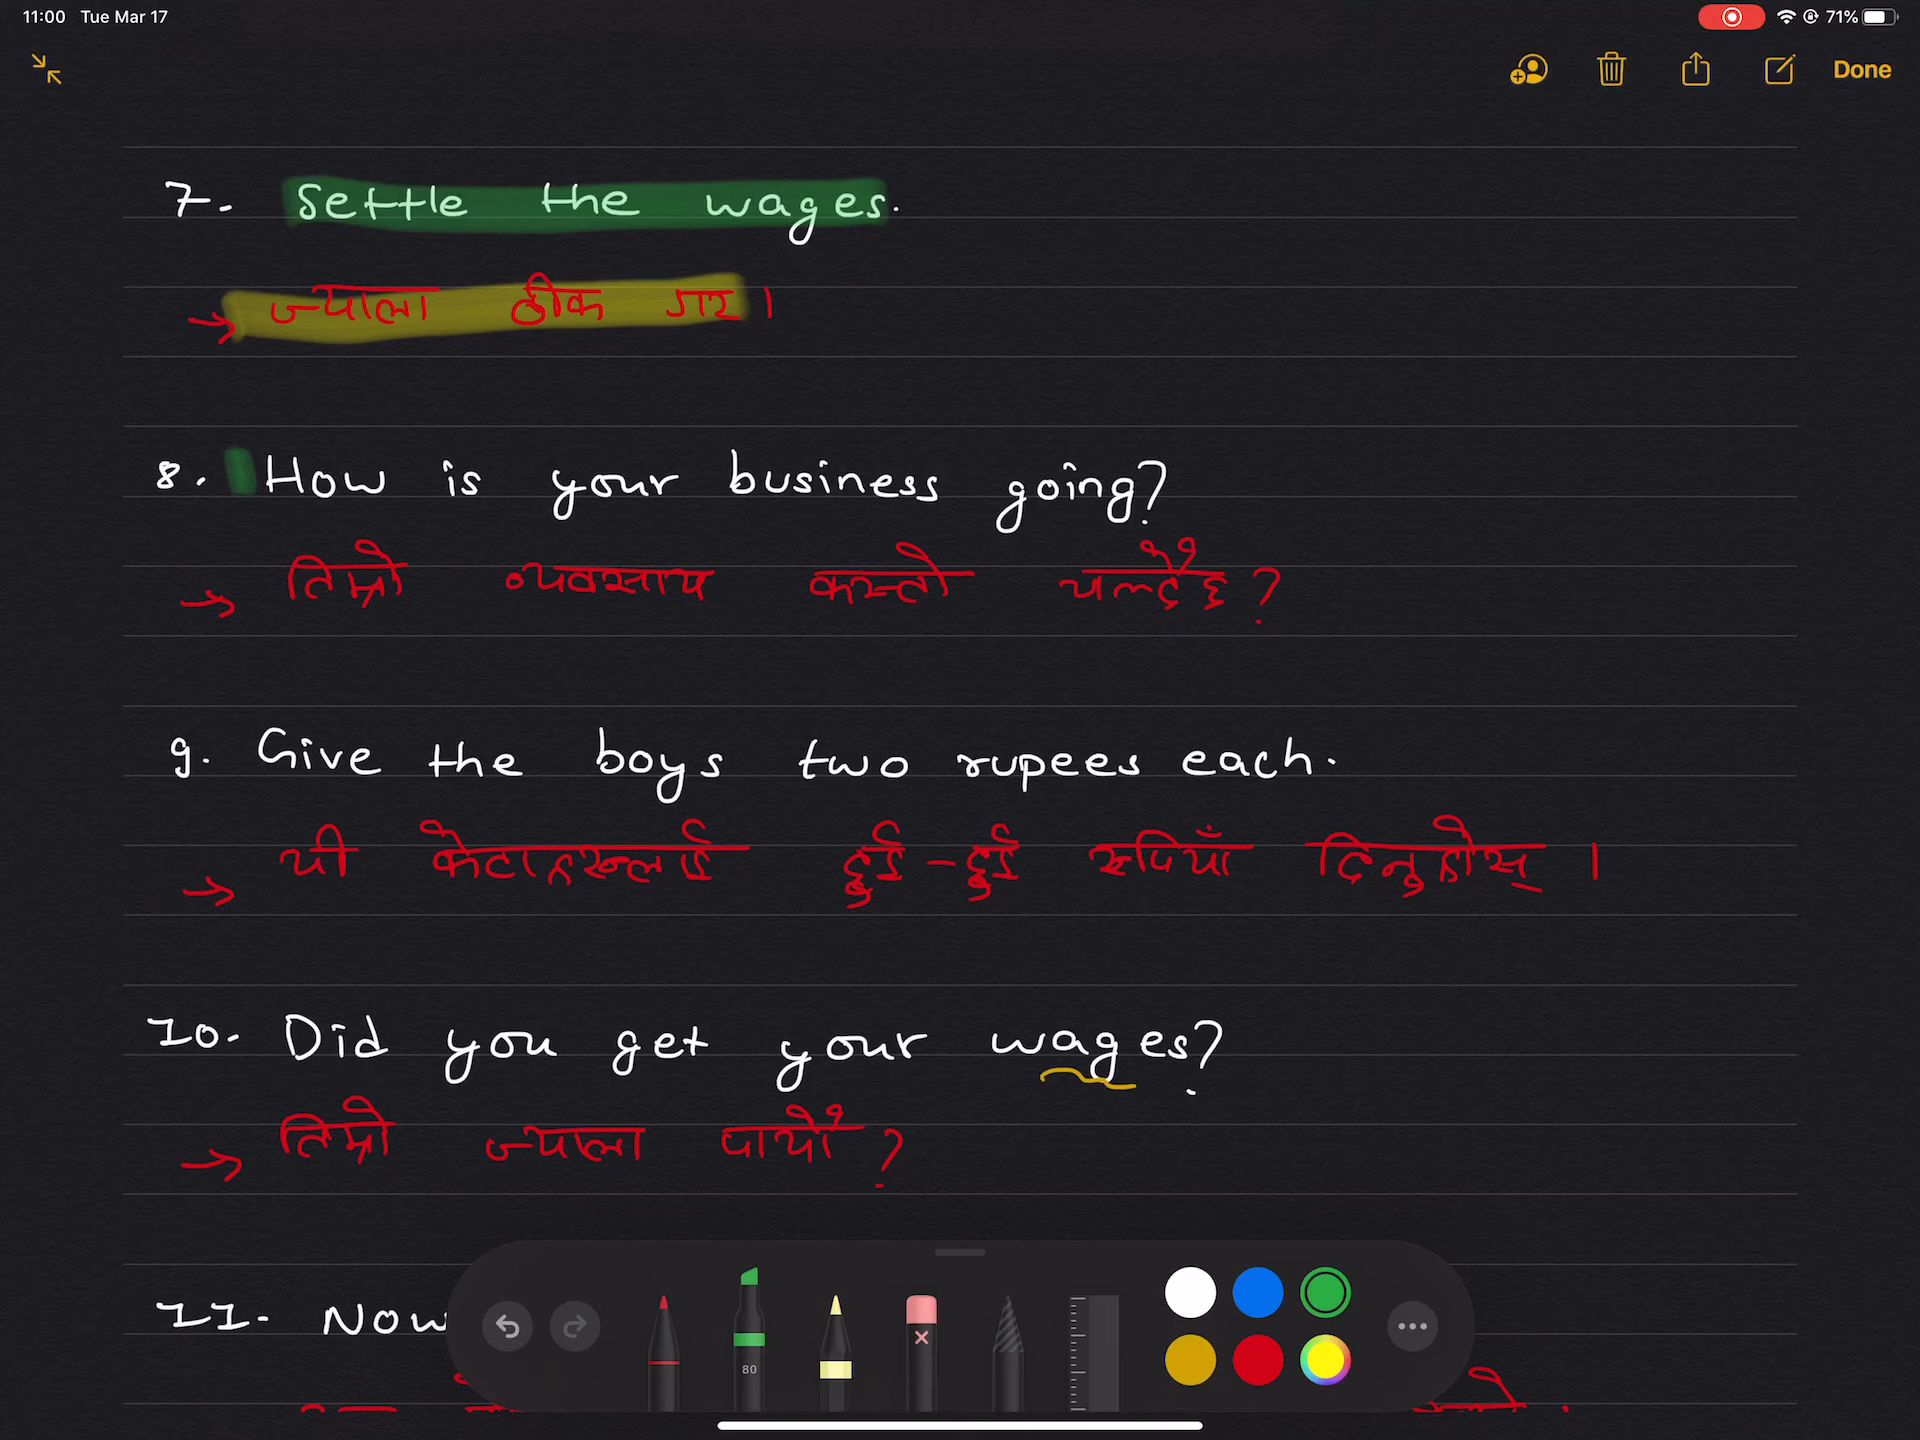 11:00 Tue Mar 17
71%
Done
7. Settle the wages.
→ ज्याला ठीक गर।
8. How is your business going?
→ तिम्रो व्यवसाय कस्तो चल्दैछ?
9. Give the boys two rupees each.
→ यी केटाहरूलाई दुई-दुई रूपियाँ दिनुहोस्।
10. Did you get your wages?
→ तिम्रो ज्याला पायौ?
11. Now
80